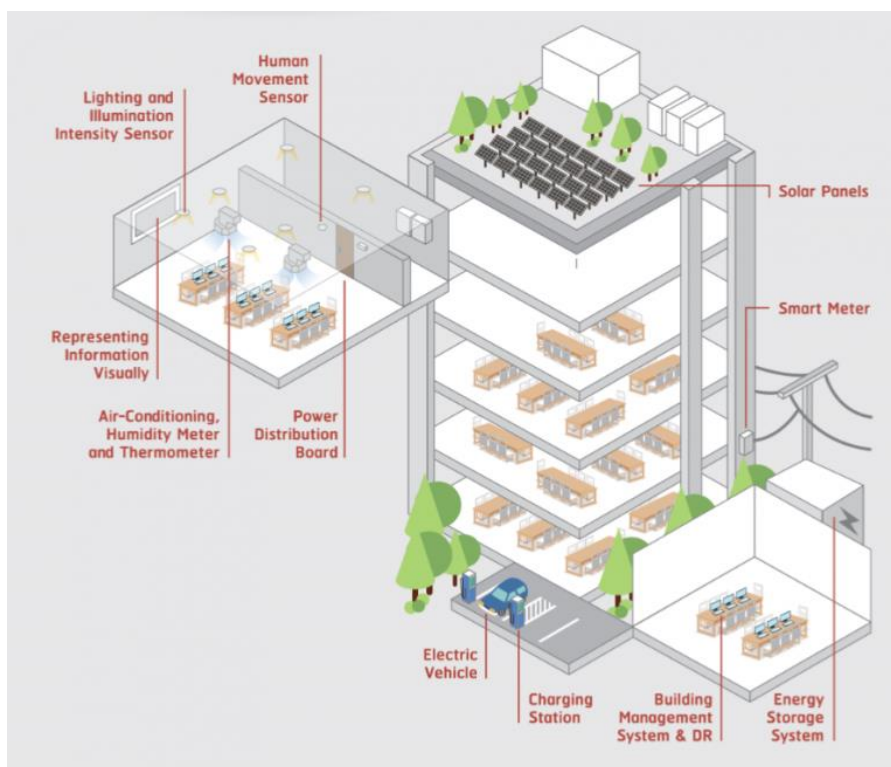 Human
Movement
Sensor
Lighting and
Illumination
Intensity Sensor
Solar Panels
Smart Meter
Representing
Information
Visually
Air-Conditioning,
Humidity Meter
and Thermometer
Power
Distribution
Board
Electric
Vehicle
Charging
Station
Building
Management
System & DR
Energy
Storage
System